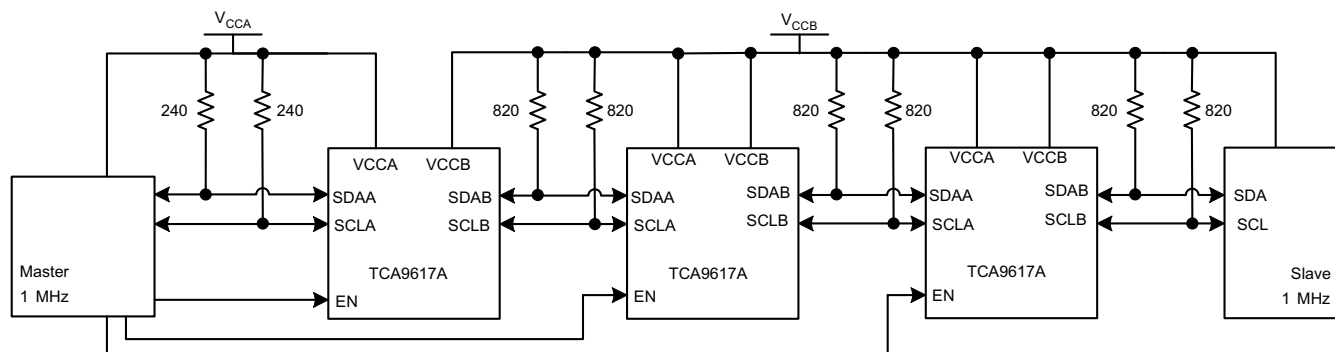 VCCA
VCCB
240
240
820
820
820
820
820
820
VCCA VCCB
VCCA VCCB
VCCA VCCB
SDAA
SDAB
SDAA
SDAB
SDAA
SDAB
SDA
SCLA
SCLB
SCLA
SCLB
SCLA
SCLB
SCL
Master
1 MHz
TCA9617A
EN
TCA9617A
EN
TCA9617A
EN
Slave
1 MHz